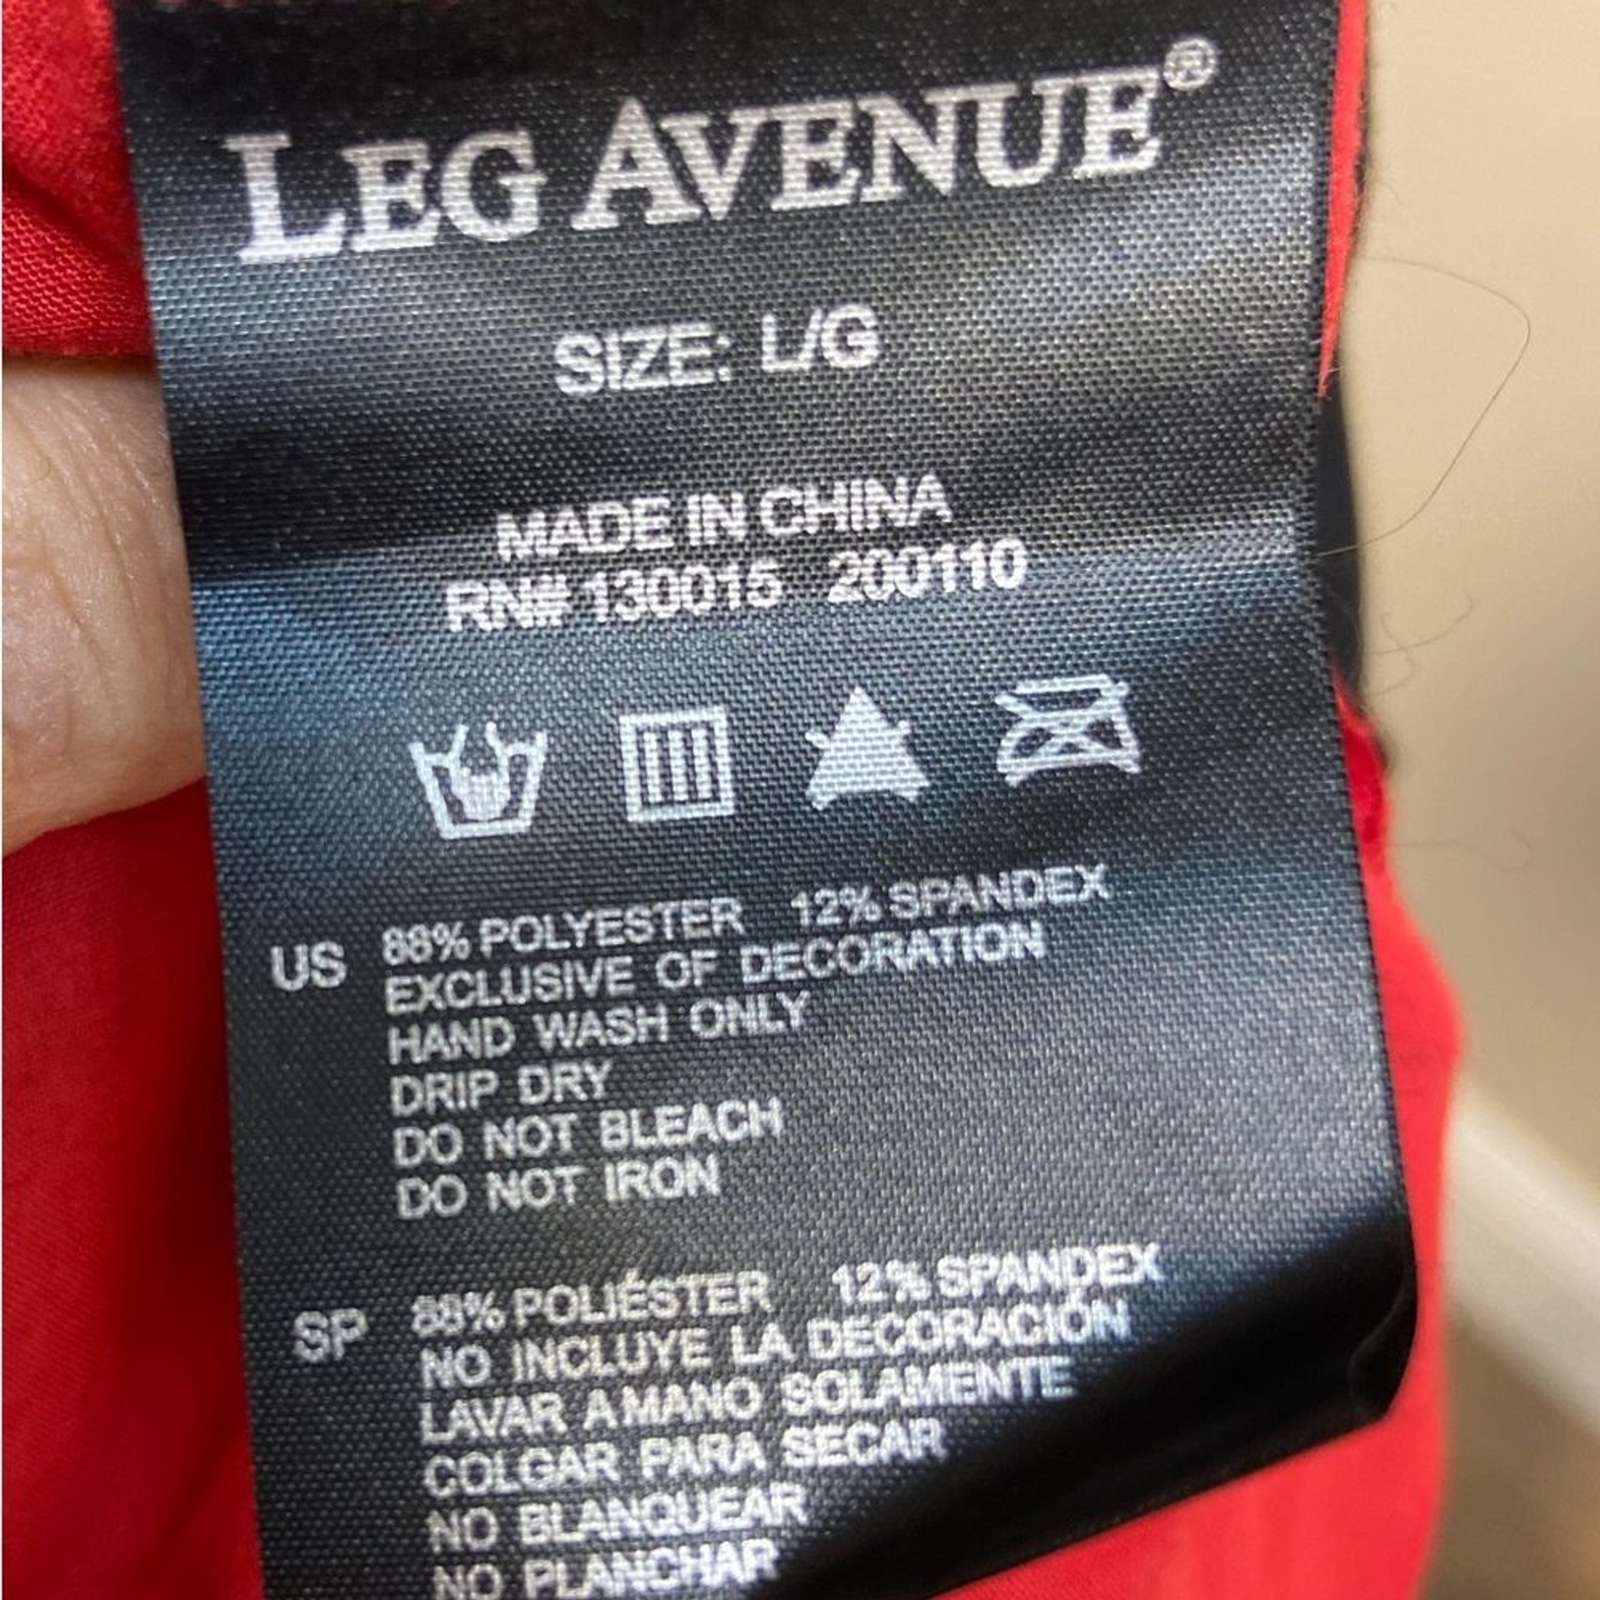 LEG AVENUE®
SIZE: L/G
MADE IN CHINA
RN# 130015 200110
US 88% POLYESTER 12% SPANDEX
EXCLUSIVE OF DECORATION
HAND WASH ONLY
DRIP DRY
DO NOT BLEACH
DO NOT IRON
SP 88% POLIÉSTER 12% SPANDEX
NO INCLUYE LA DECORACIÓN
LAVAR A MANO SOLAMENTE
COLGAR PARA SECAR
NO BLANQUEAR
NO PLANCHAR